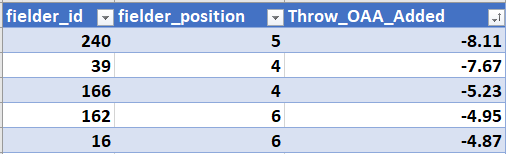 fielder_id fielder_position Throw_OAA_Added
240 5 -8.11
39 4 -7.67
166 4 -5.23
162 6 -4.95
16 6 -4.87